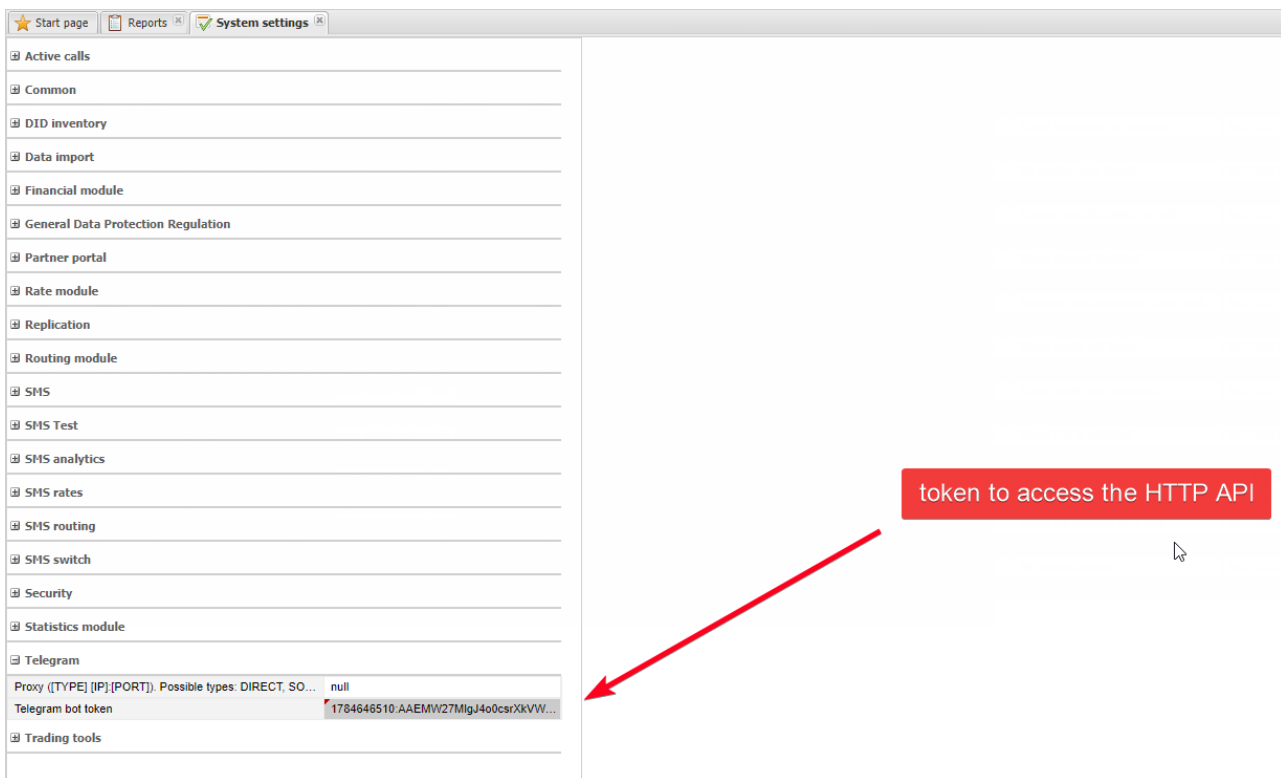 Start page Reports System settings
Active calls
Common
DID inventory
Data import
Financial module
General Data Protection Regulation
Partner portal
Rate module
Replication
Routing module
SMS
SMS Test
SMS analytics
SMS rates
token to access the HTTP API
SMS routing
SMS switch
Security
Statistics module
Telegram
Proxy ([TYPE] [IP]:[PORT]). Possible types: DIRECT, SO... null
Telegram bot token 1784646510:AAEMW27MlgJ4o0csrXkVW...
Trading tools